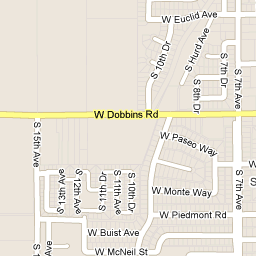 W Euclid Ave
S 10th Dr
S Hurd Ave
S 7th Dr
S 8th Dr
S 7th Ave
W Dobbins Rd
S 15th Ave
W Paseo Way
S 13th Ave
S 12th Ave
S 11th Dr
S 11th Ave
S 10th Dr
W Monte Way
S 7th Ave
W Piedmont Rd
W Buist Ave
W McNeil St